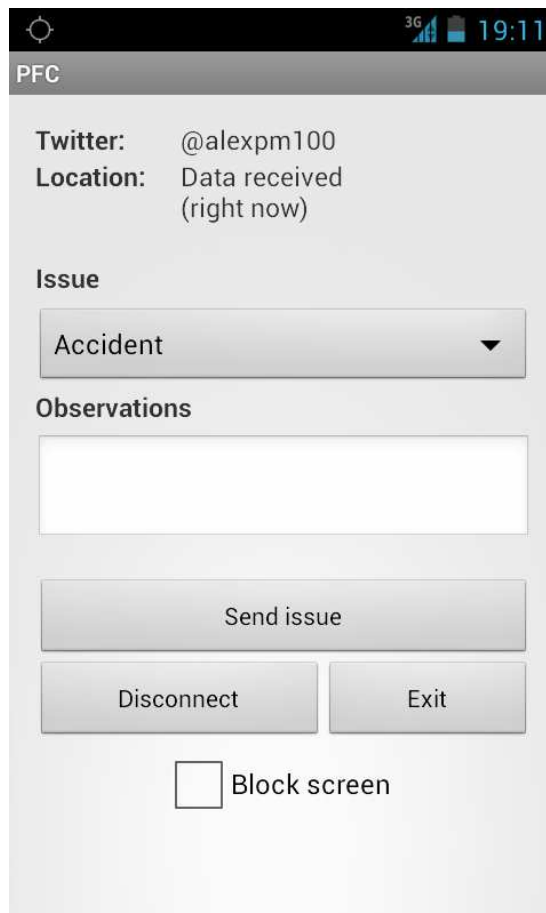 3G 19:11
PFC
Twitter: @alexpm100
Location: Data received
(right now)
Issue
Accident
Observations
Send issue
Disconnect Exit
Block screen